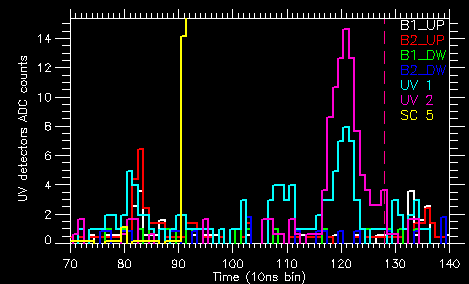 B1_UP
B2_UP
B1_DW
B2_DW
UV 1
UV 2
SC 5
UV detectors ADC counts
14
12
10
8
6
4
2
0
70 80 90 100 110 120 130 140
Time (10ns bin)